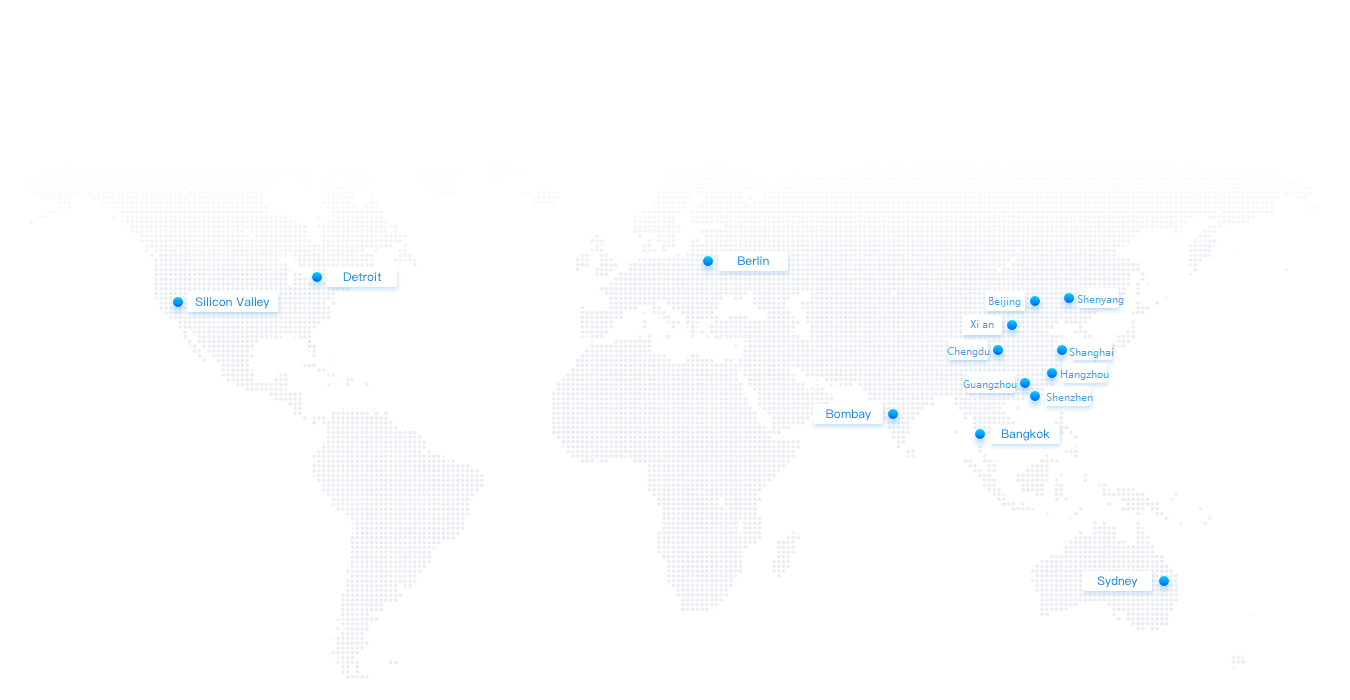 Berlin
Detroit
Silicon Valley
Beijing
Shenyang
Xi an
Chengdu
Shanghai
Hangzhou
Guangzhou
Shenzhen
Bombay
Bangkok
Sydney